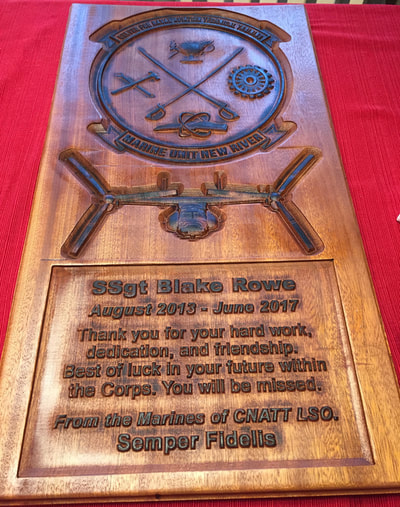 MARINE UNIT NEW RIVER
SSgt Blake Rowe
August 2013 - June 2017
Thank you for your hard work,
dedication, and friendship.
Best of luck in your future within
the Corps. You will be missed.
From the Marines of CNATT LSO.
Semper Fidelis